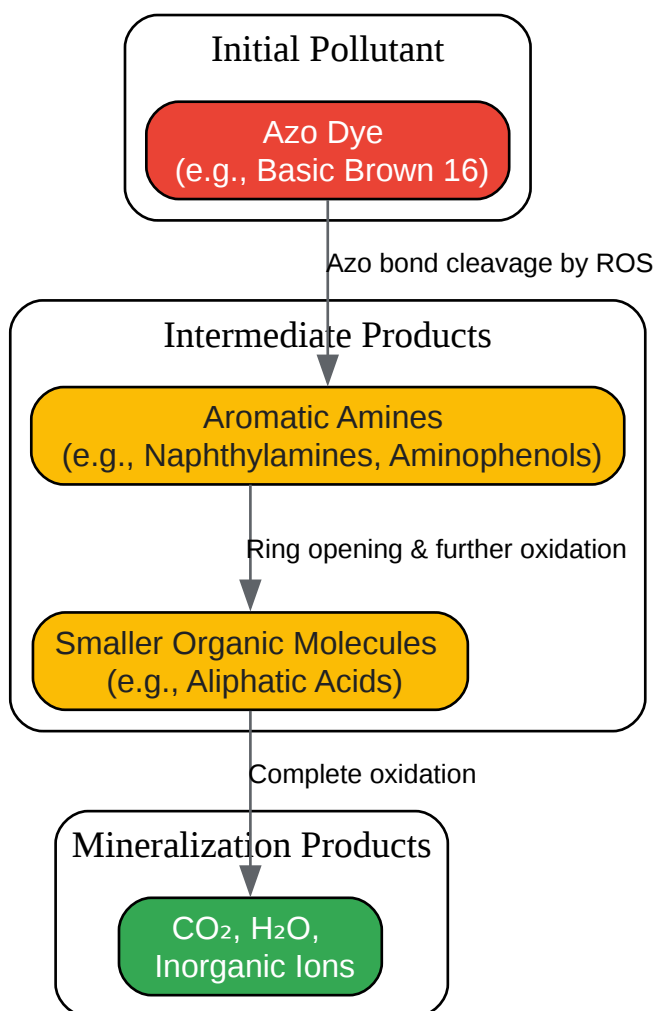 Initial Pollutant
Azo Dye
(e.g., Basic Brown 16)
Azo bond cleavage by ROS
Intermediate Products
Aromatic Amines
(e.g., Naphthylamines, Aminophenols)
Ring opening & further oxidation
Smaller Organic Molecules
(e.g., Aliphatic Acids)
Complete oxidation
Mineralization Products
CO₂, H₂O,
Inorganic Ions